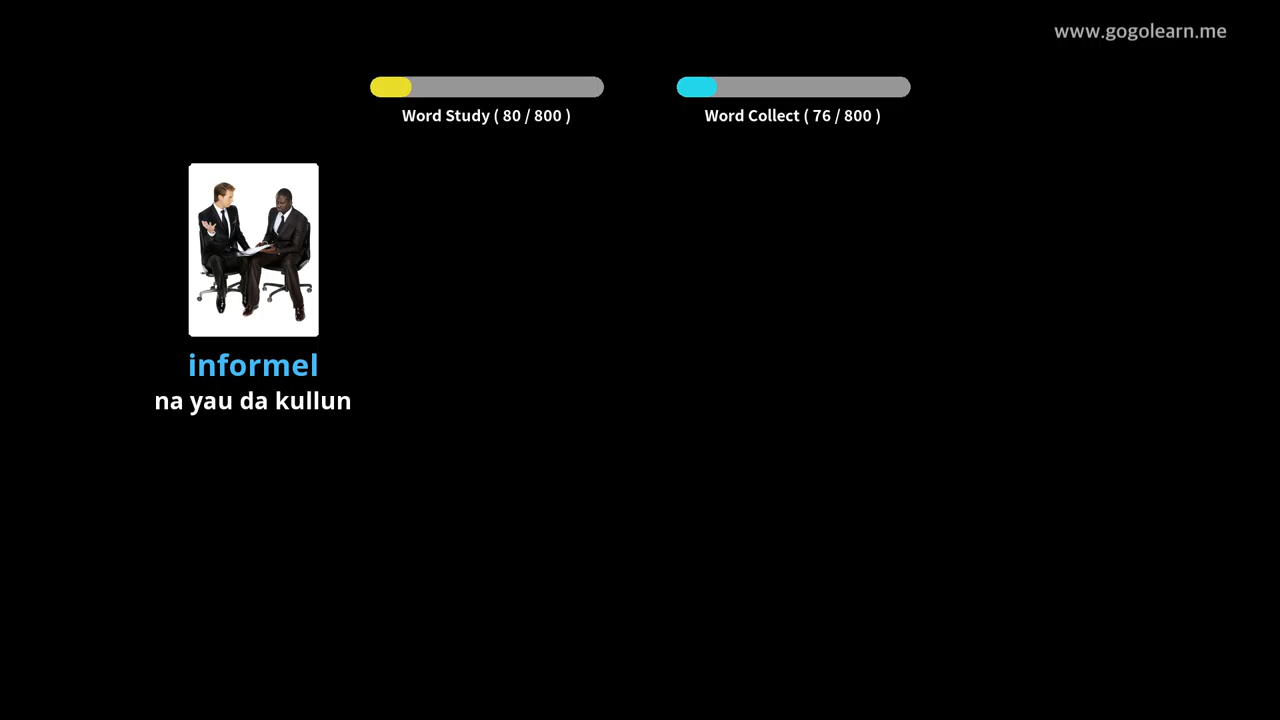 www.gogolearn.me
Word Study ( 80 / 800 )
Word Collect ( 76 / 800 )
informel
na yau da kullun